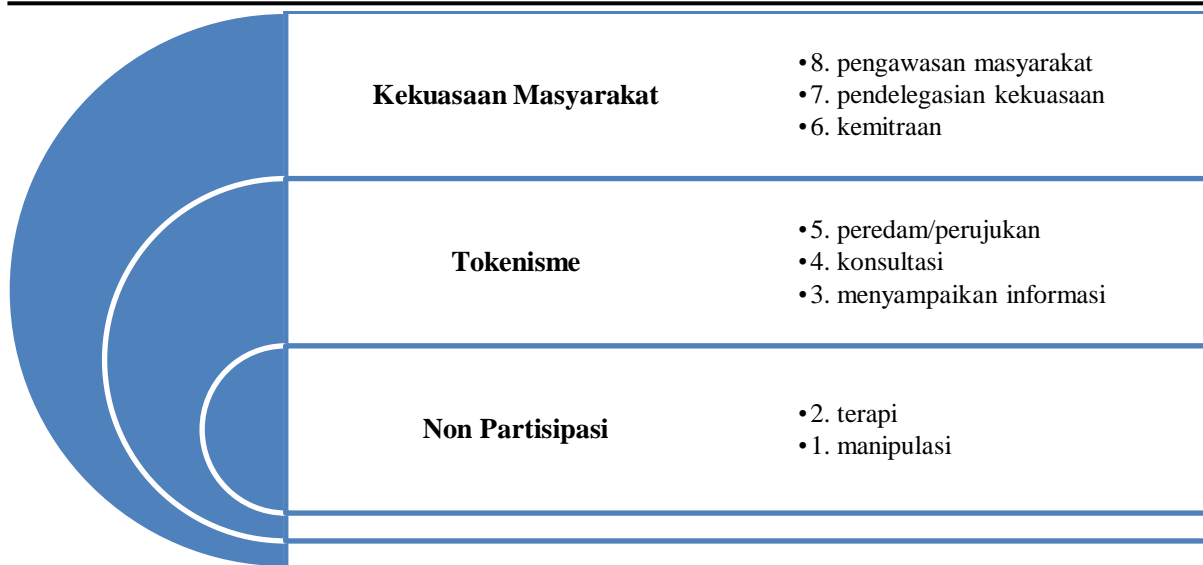 Kekuasaan Masyarakat
•8. pengawasan masyarakat
•7. pendelegasian kekuasaan
•6. kemitraan
Tokenisme
•5. peredam/perujukan
•4. konsultasi
•3. menyampaikan informasi
Non Partisipasi
•2. terapi
•1. manipulasi